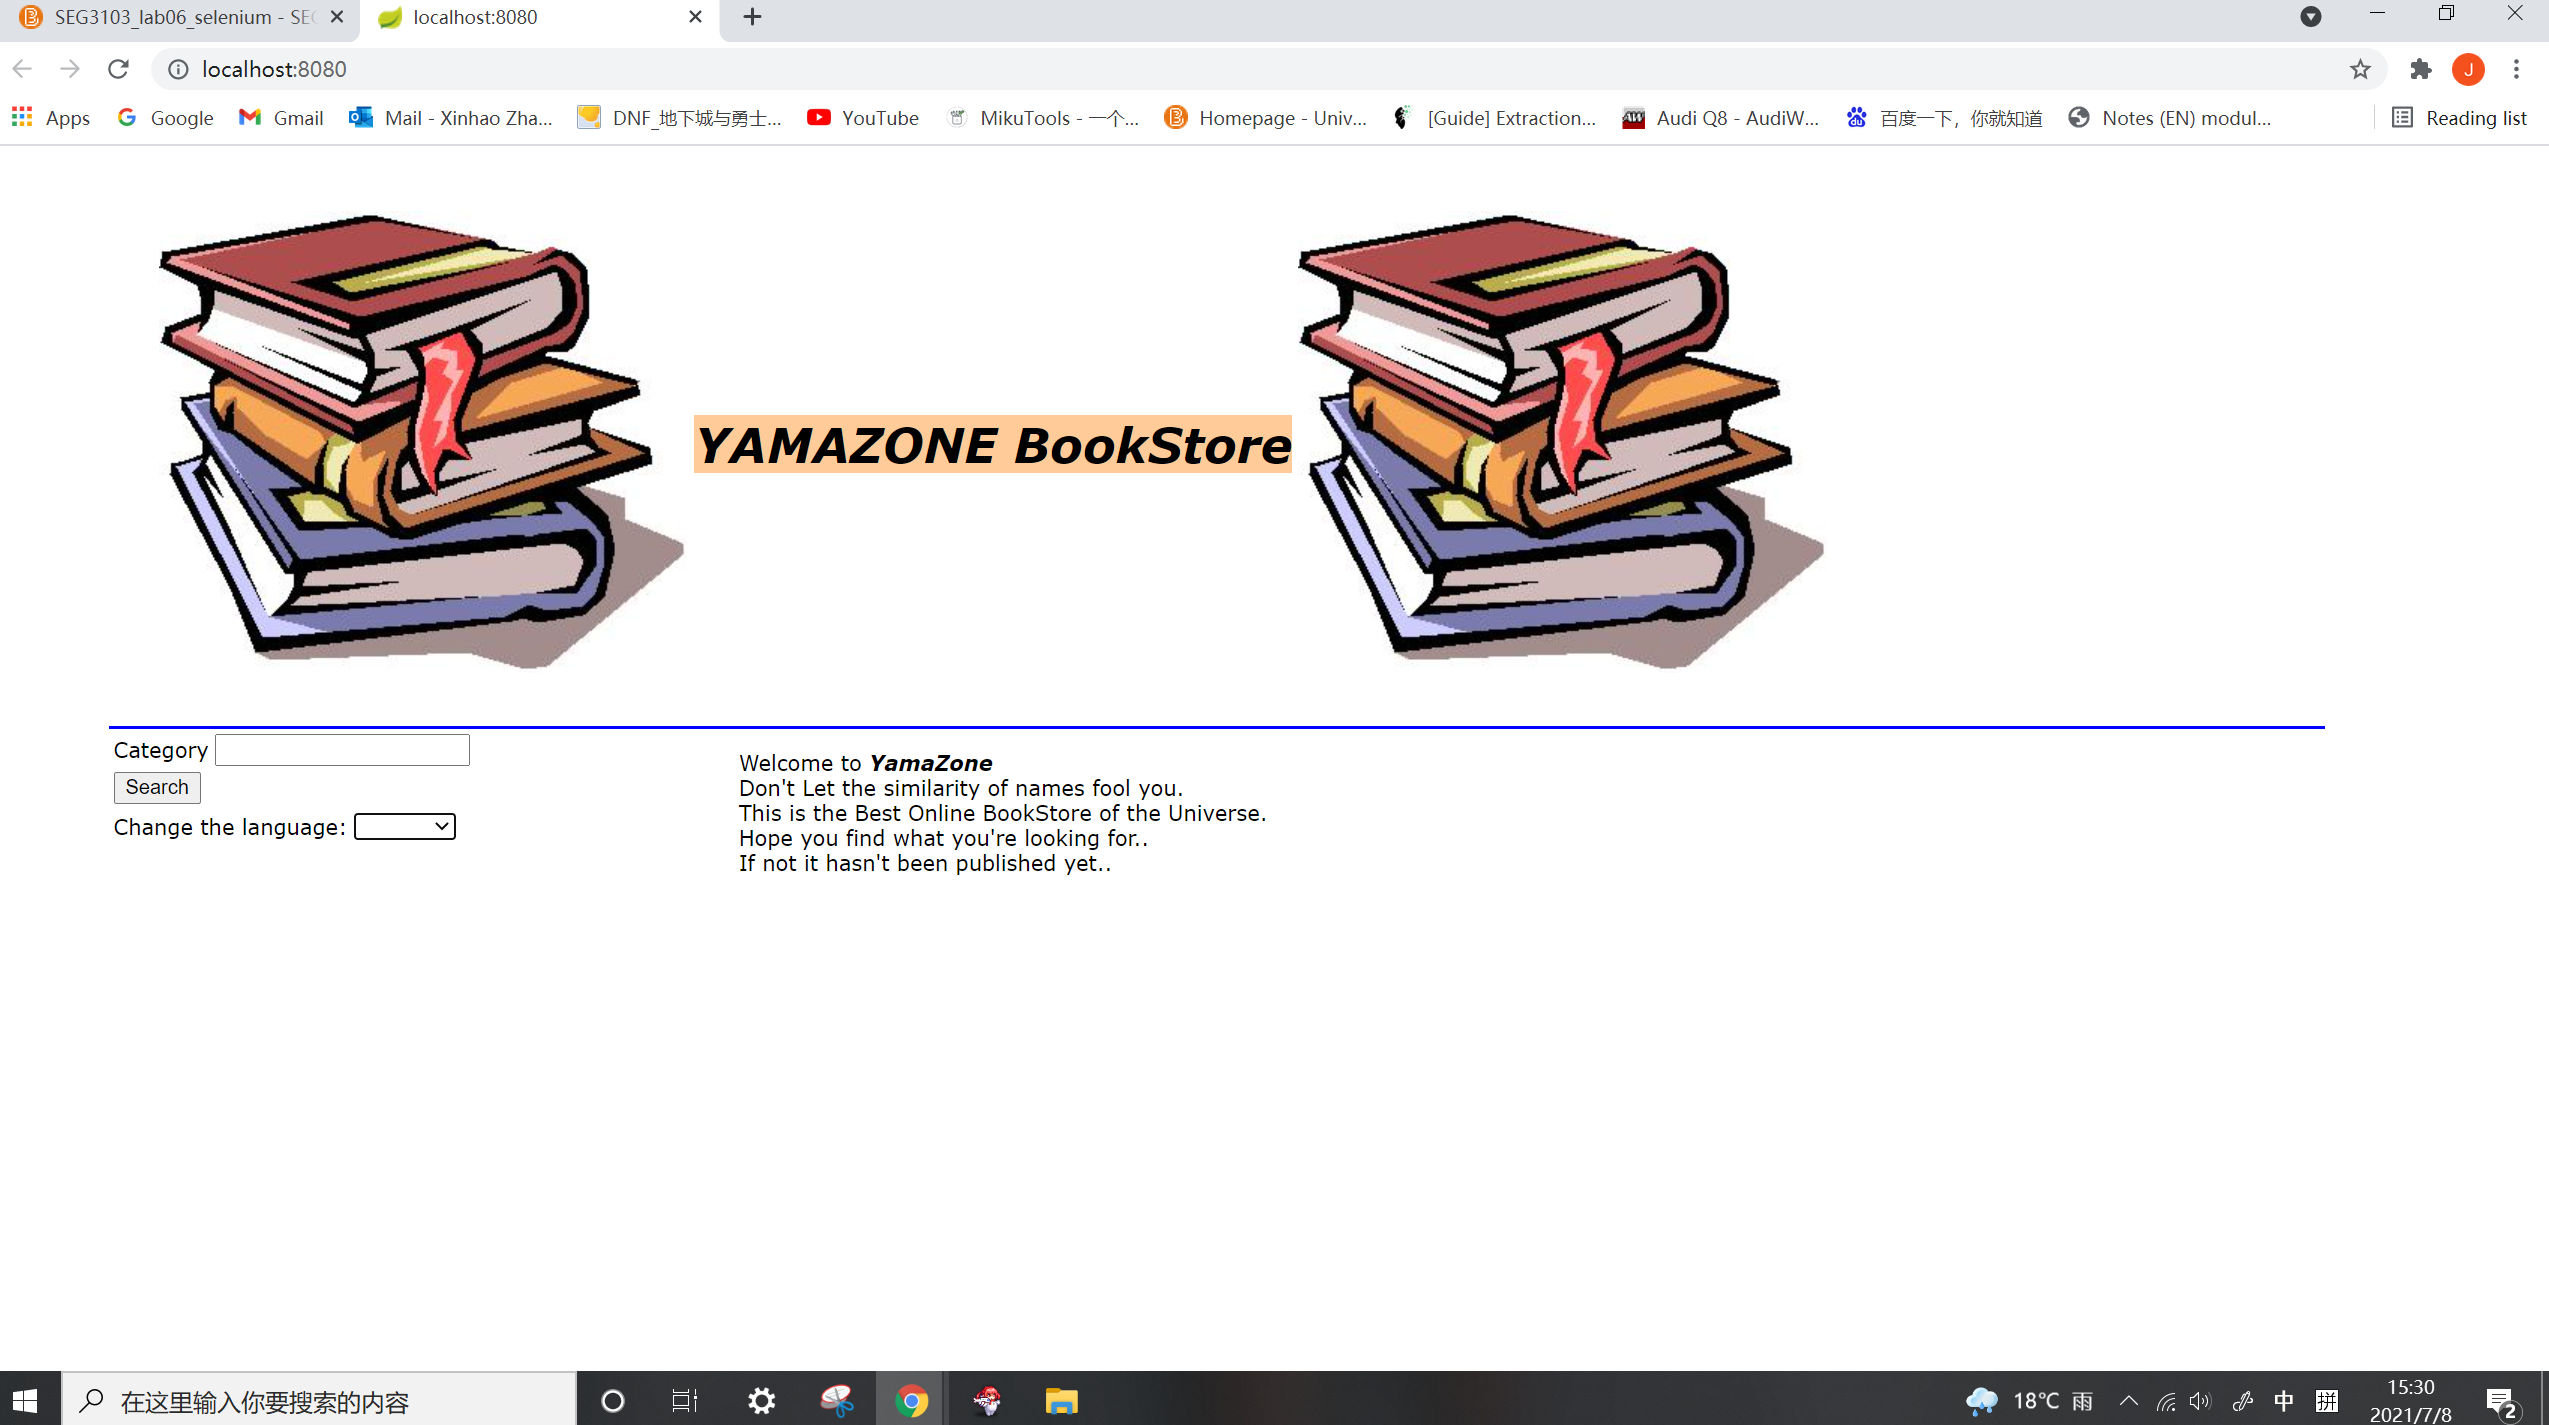 SEG3103_lab06_selenium - SEG
localhost:8080
localhost:8080
Apps Google Gmail Mail - Xinhao Zha... DNF_地下城与勇士... YouTube MikuTools - 一个... Homepage - Univ... [Guide] Extraction... Audi Q8 - AudiW... 百度一下，你就知道 Notes (EN) modul... Reading list
YAMAZONE BookStore
Category
Search
Change the language:
Welcome to YamaZone
Don't Let the similarity of names fool you.
This is the Best Online BookStore of the Universe.
Hope you find what you're looking for..
If not it hasn't been published yet..
在这里输入你要搜索的内容
18°C 雨
中
拼
15:30
2021/7/8
2